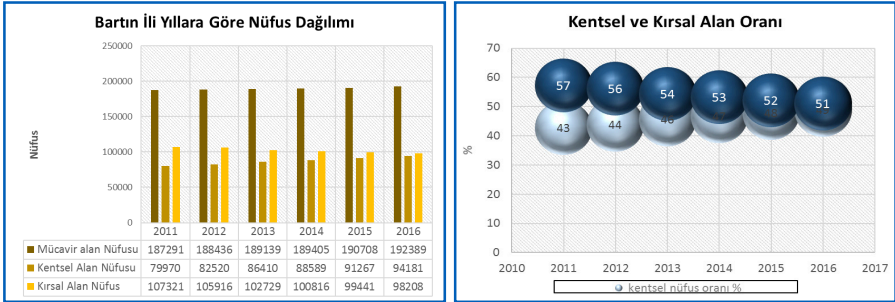 Bartın İli Yıllara Göre Nüfus Dağılımı
250000
200000
150000
100000
50000
0
Nüfus
2011 2012 2013 2014 2015 2016
Mücavir alan Nüfusu 187291 188436 189139 189405 190708 192389
Kentsel Alan Nüfusu 79970 82520 86410 88589 91267 94181
Kırsal Alan Nüfus 107321 105916 102729 100816 99441 98208
Kentsel ve Kırsal Alan Oranı
70
60
50
40
30
20
10
0
%
57 56 54 53 52 51
43 44
2010 2011 2012 2013 2014 2015 2016 2017
kentsel nüfus oranı %